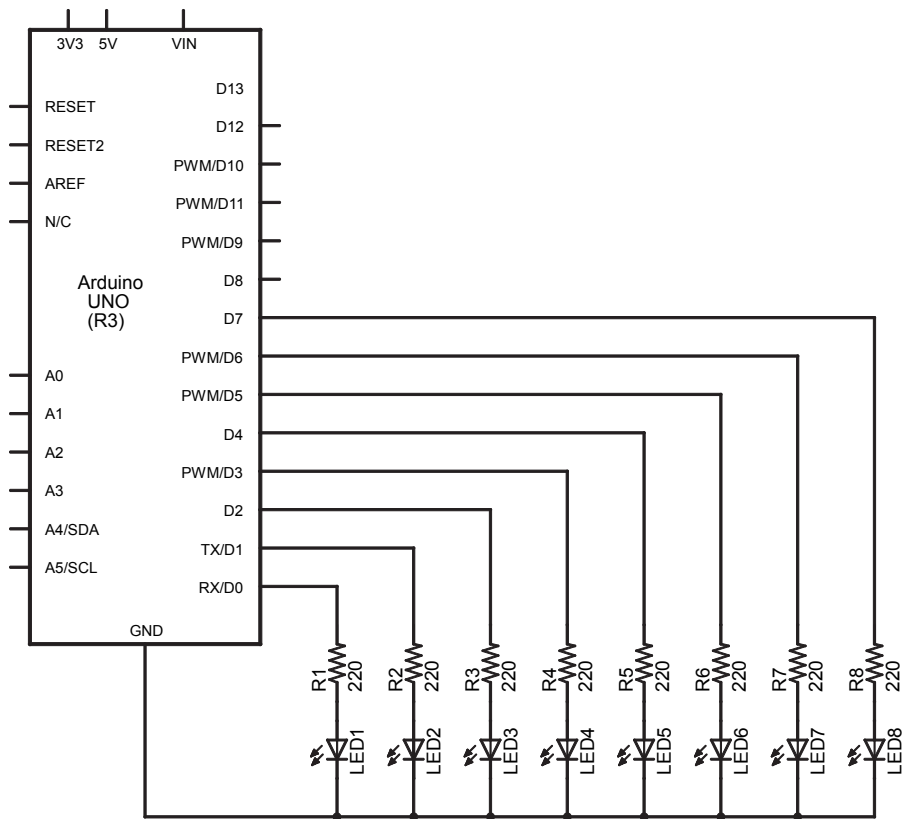 3V3 5V VIN
D13
RESET
D12
RESET2
PWM/D10
AREF
PWM/D11
N/C
PWM/D9
D8
Arduino
UNO
(R3)
D7
PWM/D6
A0
PWM/D5
A1
D4
A2
PWM/D3
A3
D2
A4/SDA
TX/D1
A5/SCL
RX/D0
GND
R1 220 R2 220 R3 220 R4 220 R5 220 R6 220 R7 220 R8 220
LED1 LED2 LED3 LED4 LED5 LED6 LED7 LED8